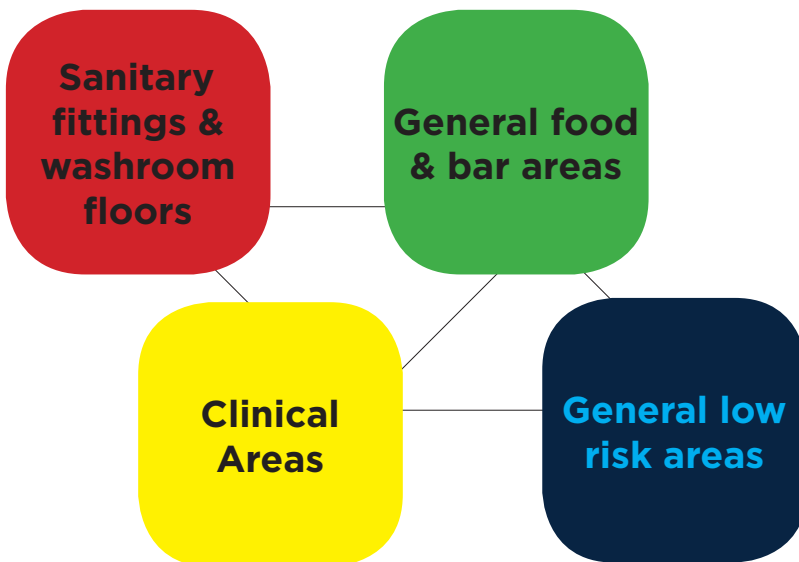 Sanitary
fittings &
washroom
floors
General food
& bar areas
Clinical
Areas
General low
risk areas